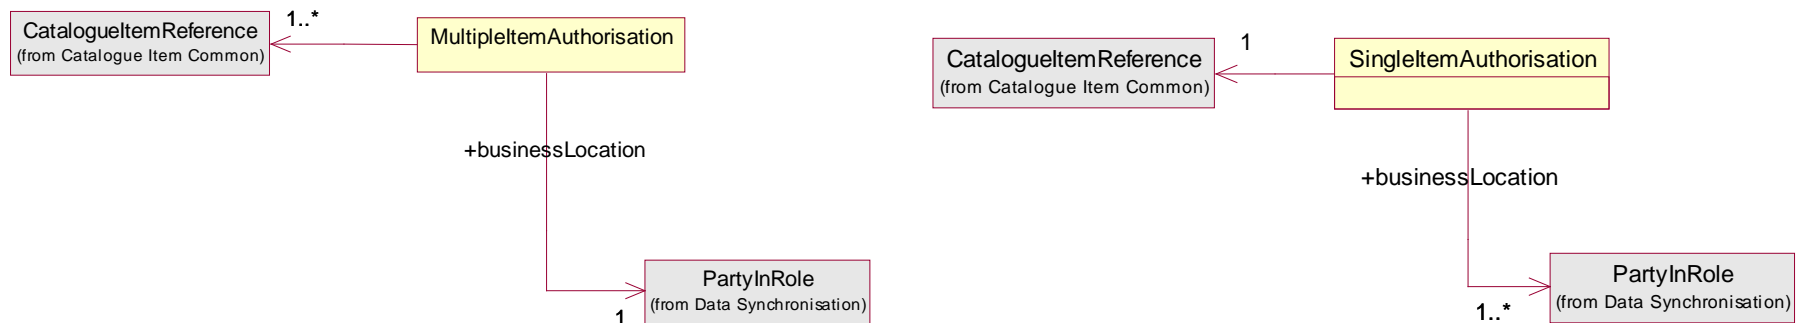 1..*
CatalogueItemReference
(from Catalogue Item Common)
MultipleItemAuthorisation
+businessLocation
PartyInRole
(from Data Synchronisation)
1
1
CatalogueItemReference
(from Catalogue Item Common)
SingleItemAuthorisation
+businessLocation
PartyInRole
(from Data Synchronisation)
1..*